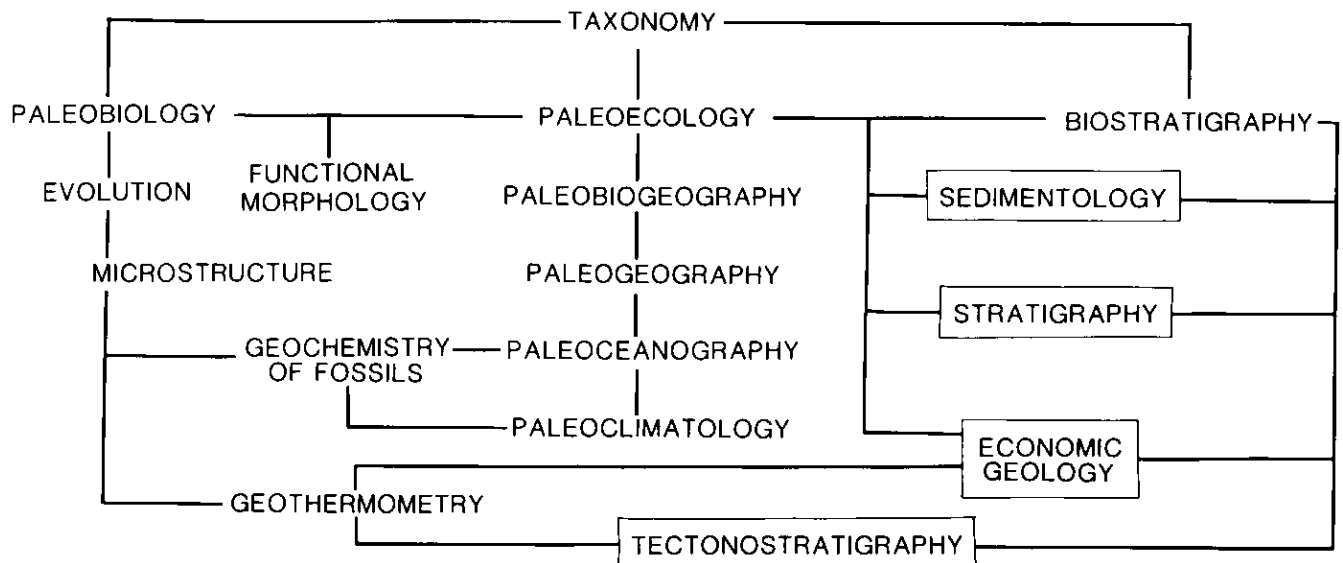 TAXONOMY
PALEOBIOLOGY
PALEOECOLOGY
BIOSTRATIGRAPHY
EVOLUTION
FUNCTIONAL
MORPHOLOGY
PALEOBIOGEOGRAPHY
SEDIMENTOLOGY
MICROSTRUCTURE
PALEOGEOGRAPHY
STRATIGRAPHY
GEOCHEMISTRY
OF FOSSILS
PALEOCEANOGRAPHY
PALEOCLIMATOLOGY
ECONOMIC
GEOLOGY
GEOTHERMOMETRY
TECTONOSTRATIGRAPHY